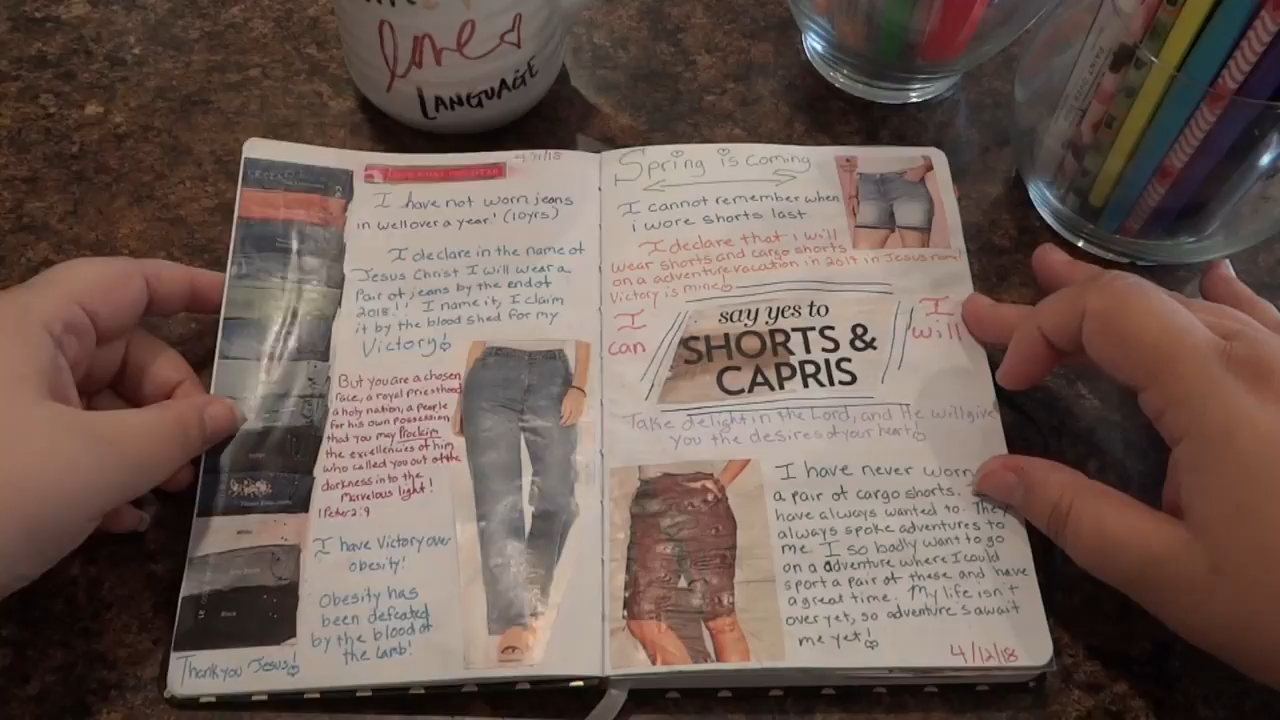 love
LANGUAGE
I have not worn jeans
in wellover a year! (10yrs)
I declare in the name of
Jesus Christ I will wear a
Pair of jeans by the end of
2018!! I name it, I claim
it by the blood shed for my
Victory!
But you are a chosen
race, a royal priesthood
a holy nation, a people
for his own possession
that you may Proclaim
the excellencies of him
who called you out of the
darkness into the
Marvelous light!
1 Peter 2:9
I have Victory over
obesity!
Obesity has
been defeated
by the blood of
the Lamb!
Thank you Jesus!
White
Black
Spring is coming
I cannot remember when
i wore shorts last
I declare that i will
wear shorts and cargo shorts
on a adventure vacation in 2019 in Jesus name!
Victory is mine
I can
say yes to
SHORTS &
CAPRIS
I will
Take delight in the Lord, and He will give
you the desires of your heart!
I have never worn
a pair of cargo shorts. I
have always wanted to. They
always spoke adventures to
me. I so badly want to go
on a adventure where I could
sport a pair of these and have
a great time. My life isn't
over yet, so adventure's await
me yet!
4/12/18